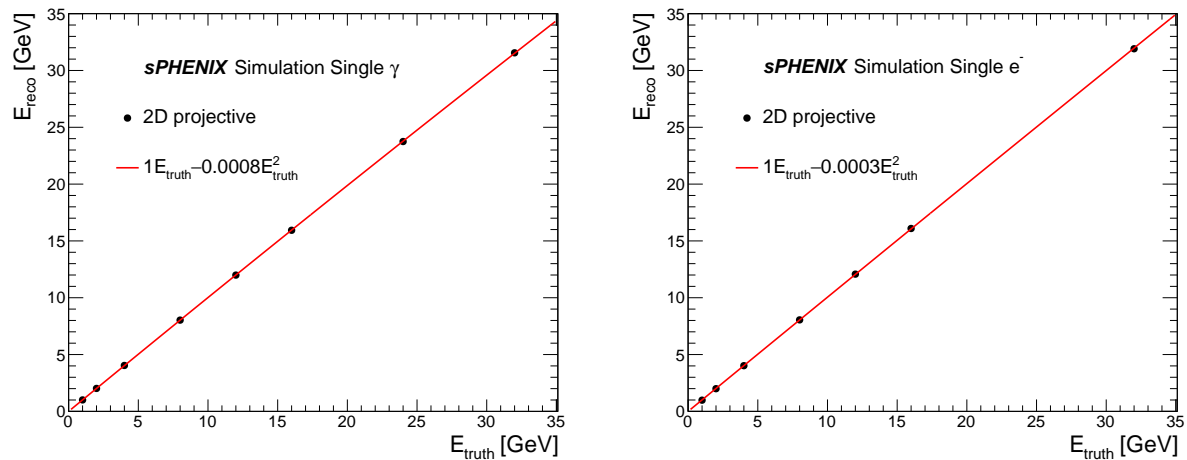 E_reco [GeV]
35
30
25
20
15
10
5
0
sPHENIX Simulation Single γ
2D projective
1E_truth–0.0008E²_truth
0 5 10 15 20 25 30 35
E_truth [GeV]
E_reco [GeV]
35
30
25
20
15
10
5
0
sPHENIX Simulation Single e⁻
2D projective
1E_truth–0.0003E²_truth
0 5 10 15 20 25 30 35
E_truth [GeV]